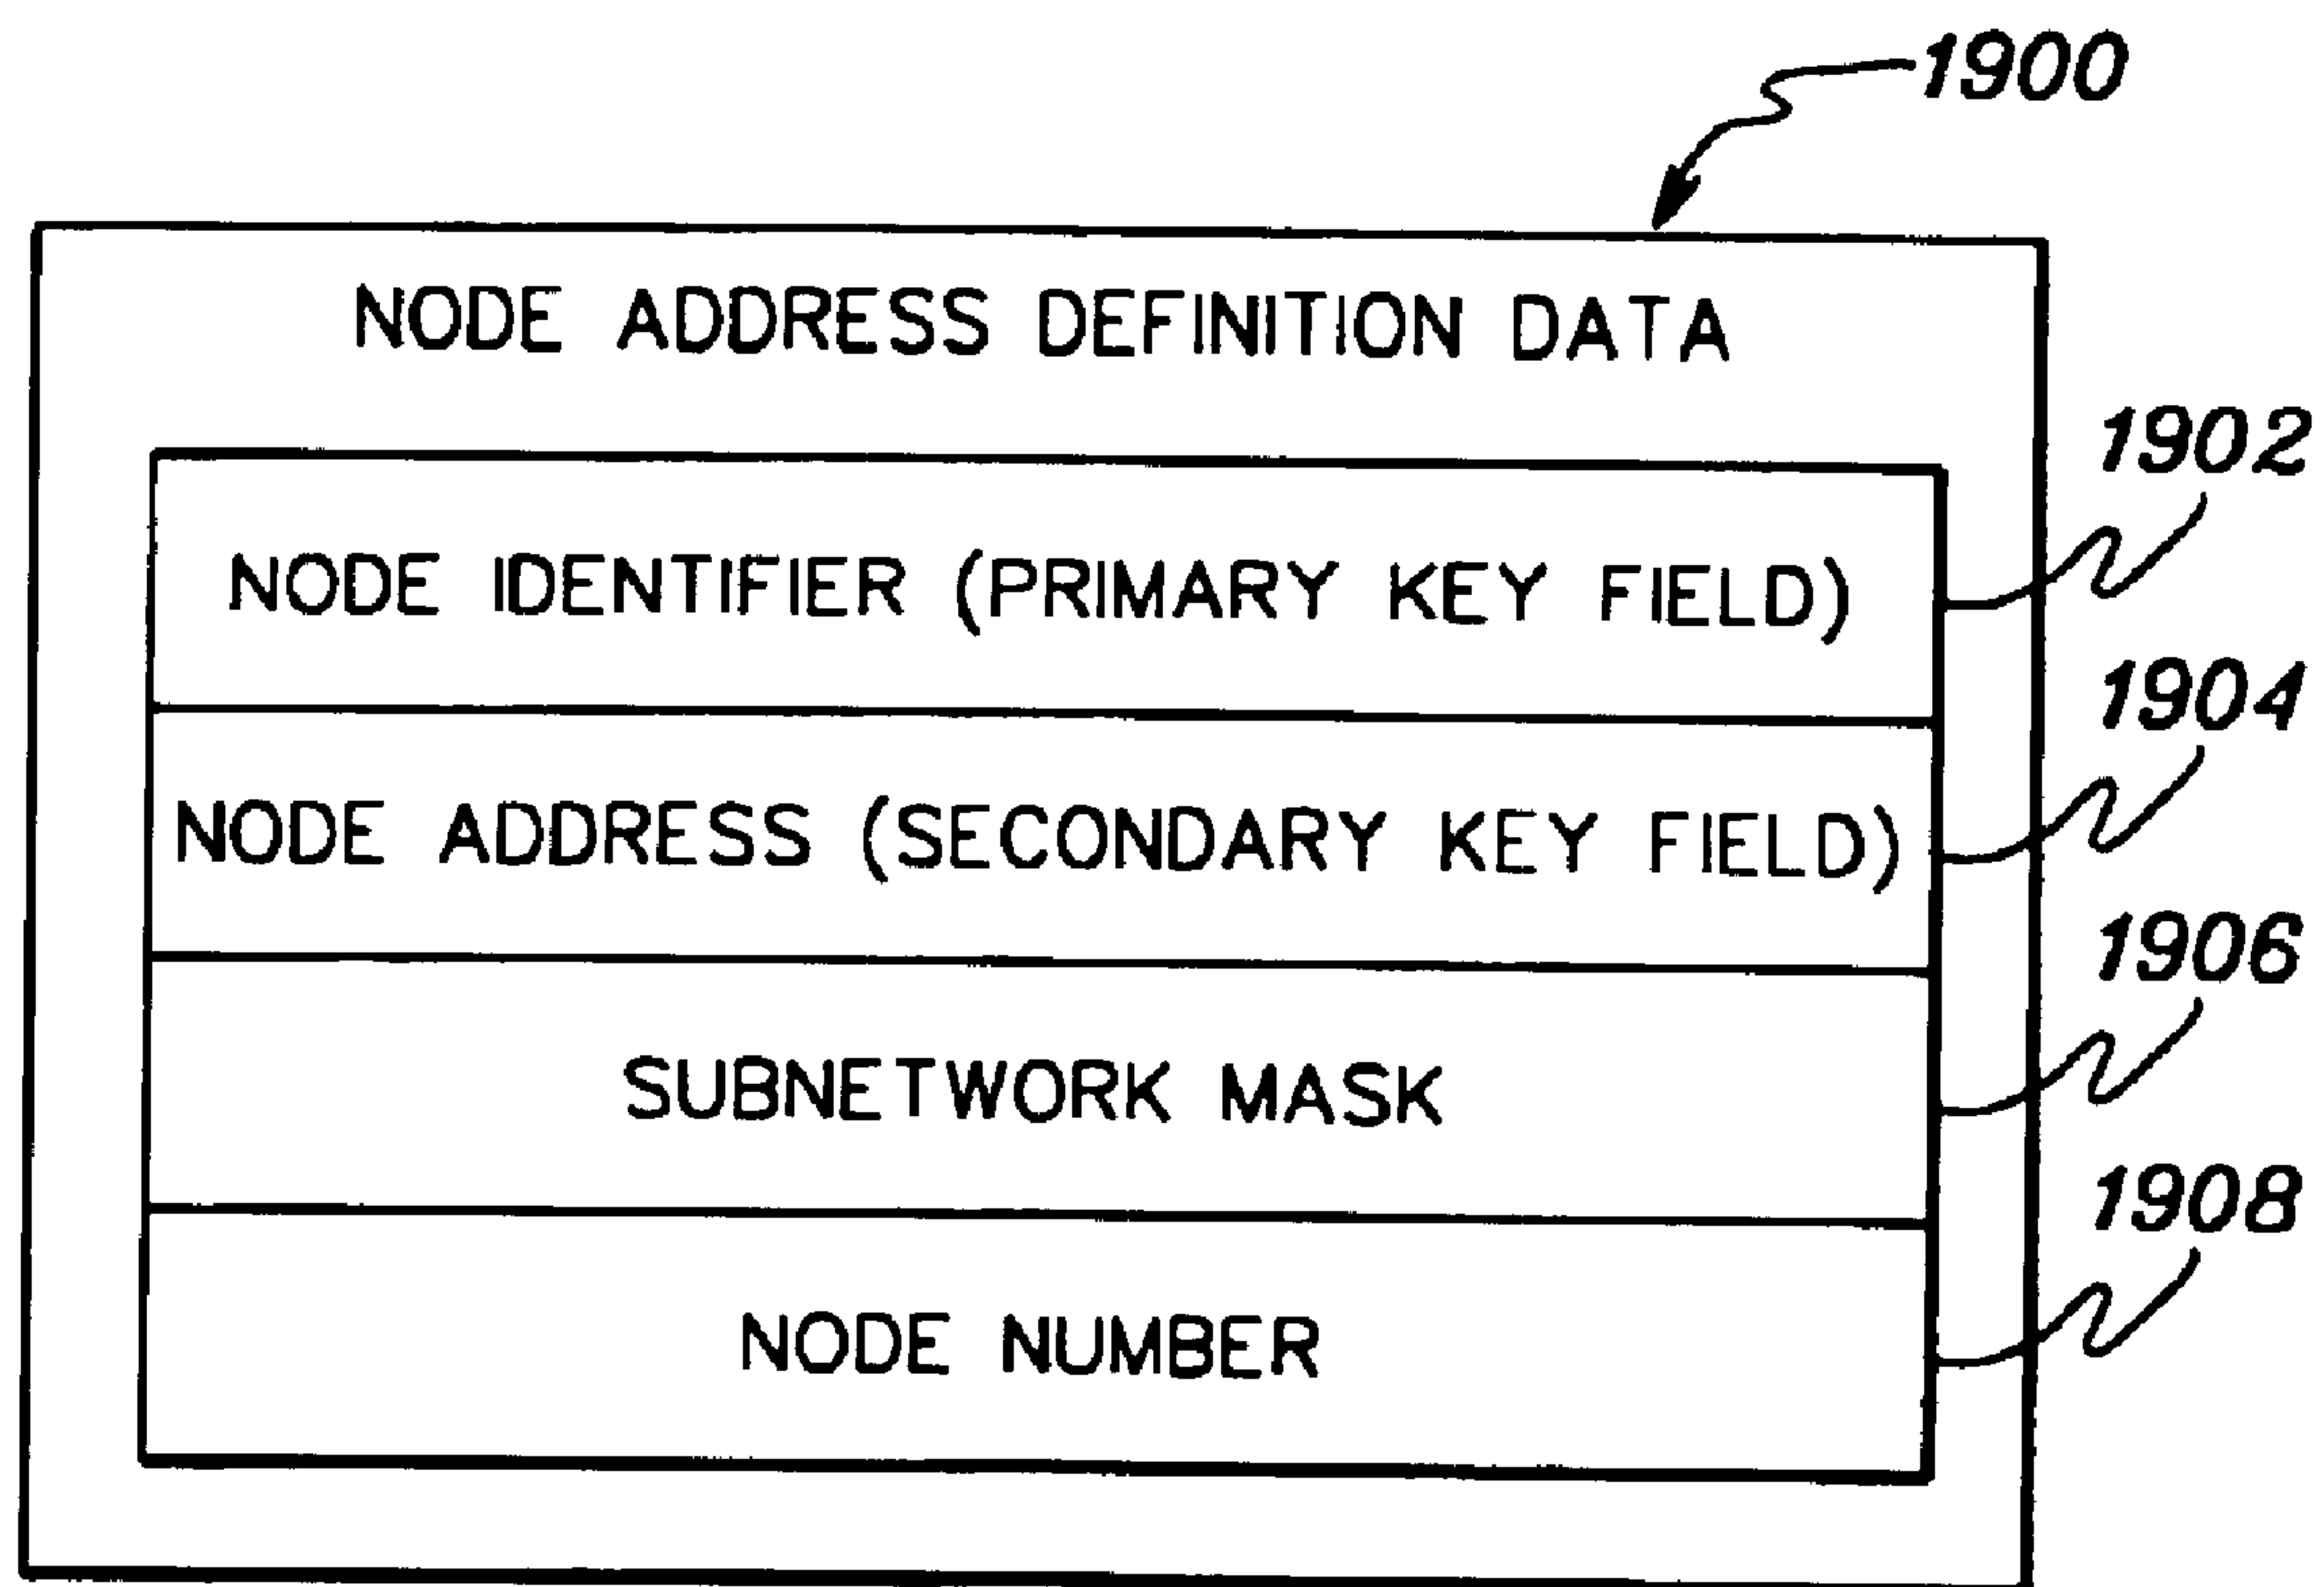 1900
NODE ADDRESS DEFINITION DATA
1902
NODE IDENTIFIER (PRIMARY KEY FIELD)
1904
NODE ADDRESS (SECONDARY KEY FIELD)
1906
SUBNETWORK MASK
1908
NODE NUMBER